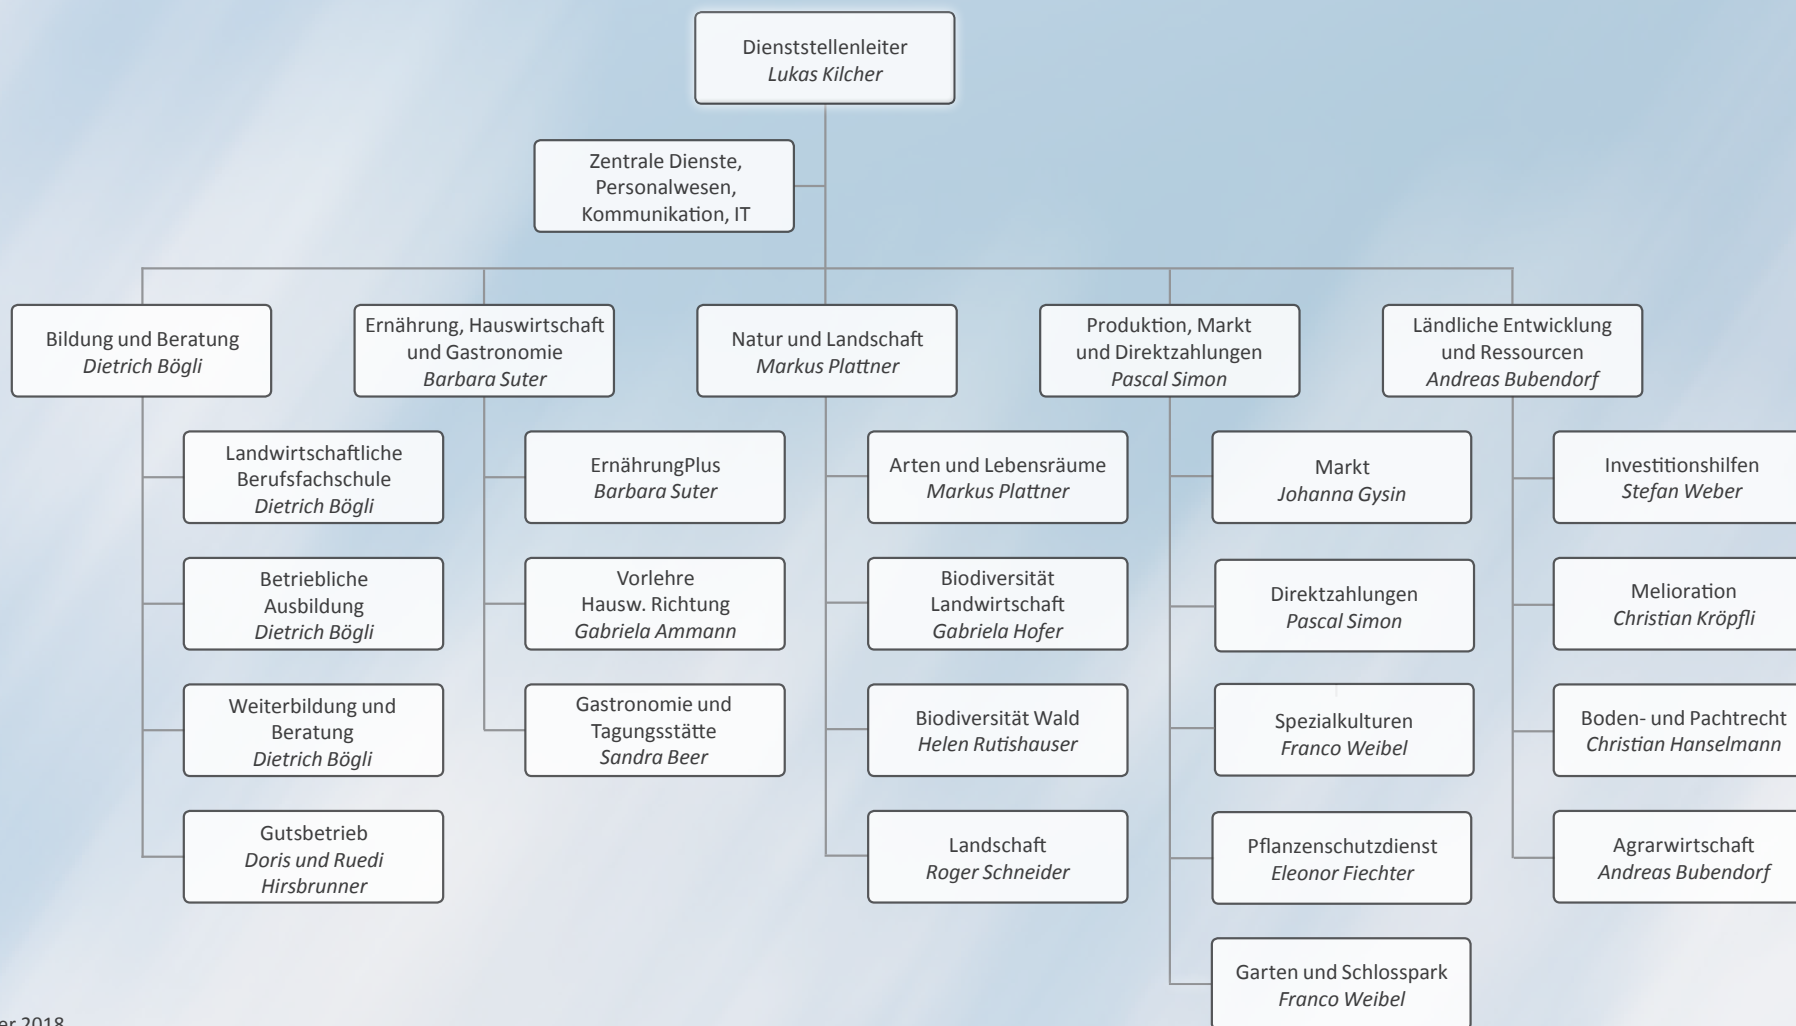 Dienststellenleiter
Lukas Kilcher
Zentrale Dienste,
Personalwesen,
Kommunikation, IT
Bildung und Beratung
Dietrich Bögli
Landwirtschaftliche
Berufsfachschule
Dietrich Bögli
Betriebliche
Ausbildung
Dietrich Bögli
Weiterbildung und
Beratung
Dietrich Bögli
Gutsbetrieb
Doris und Ruedi
Hirsbrunner
Ernährung, Hauswirtschaft
und Gastronomie
Barbara Suter
ErnährungPlus
Barbara Suter
Vorlehre
Hausw. Richtung
Gabriela Ammann
Gastronomie und
Tagungsstätte
Sandra Beer
Natur und Landschaft
Markus Plattner
Arten und Lebensräume
Markus Plattner
Biodiversität
Landwirtschaft
Gabriela Hofer
Biodiversität Wald
Helen Rutishauser
Landschaft
Roger Schneider
Produktion, Markt
und Direktzahlungen
Pascal Simon
Markt
Johanna Gysin
Direktzahlungen
Pascal Simon
Spezialkulturen
Franco Weibel
Pflanzenschutzdienst
Eleonor Fiechter
Garten und Schlosspark
Franco Weibel
Ländliche Entwicklung
und Ressourcen
Andreas Bubendorf
Investitionshilfen
Stefan Weber
Melioration
Christian Kröpfli
Boden- und Pachtrecht
Christian Hanselmann
Agrarwirtschaft
Andreas Bubendorf
2018